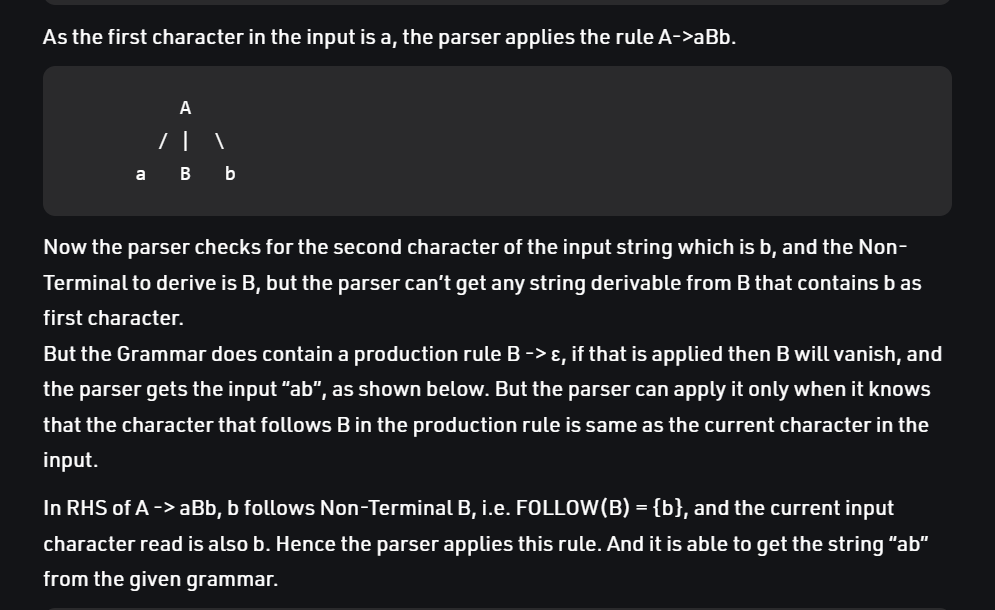 As the first character in the input is a, the parser applies the rule A->aBb.
A
/ | \
a B b
Now the parser checks for the second character of the input string which is b, and the Non-
Terminal to derive is B, but the parser can’t get any string derivable from B that contains b as
first character.
But the Grammar does contain a production rule B -> ε, if that is applied then B will vanish, and
the parser gets the input “ab”, as shown below. But the parser can apply it only when it knows
that the character that follows B in the production rule is same as the current character in the
input.
In RHS of A -> aBb, b follows Non-Terminal B, i.e. FOLLOW(B) = {b}, and the current input
character read is also b. Hence the parser applies this rule. And it is able to get the string “ab”
from the given grammar.